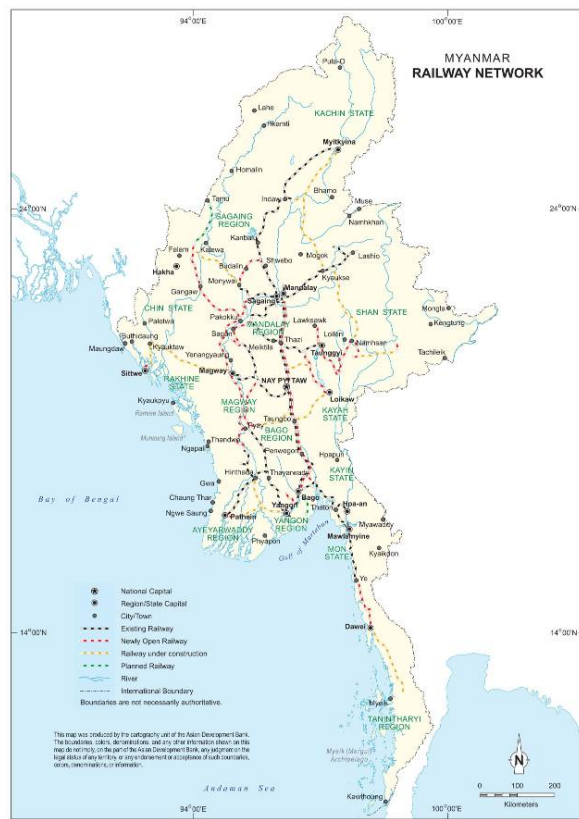 94°00'E
100°00'E
MYANMAR
RAILWAY NETWORK
Puta-O
Lahe
Hkamti
KACHIN STATE
Myitkyina
Homalin
Tamu
Indaw
Bhamo
Muse
Namhkhan
24°00'N
24°00'N
SAGAING
REGION
Kanbalu
Kalewa
Falam
Hakha
Budalin
Shwebo
Mogok
Lashio
Kyaukse
Monywa
Gangaw
Sagaing
Mandalay
CHIN STATE
SHAN STATE
Mongla
Kengtung
Paletwa
Pakokku
Bagan
MANDALAY
REGION
Lawksawk
Loilen
Namhsan
Buthidaung
Maungdaw
Kyauktaw
Meiktila
Thazi
Taunggyi
Tachileik
Yenangyaung
Sittwe
Magway
NAY PYI TAW
RAKHINE
STATE
Loikaw
Kyaukpyu
Ramree Island
MAGWAY
REGION
KAYAH
STATE
Munaung Island
Taungoo
BAGO
REGION
Pyay
Thandwe
Ngapali
Penwegon
Hpapun
KAYIN
STATE
Hinthada
Thayarwady
Gwa
Bago
Bay of Bengal
Chaung Thar
Ngwe Saung
Pathein
Yangon
Thaton
Hpa-an
Myawaddy
AYEYARWADDY
REGION
YANGON
REGION
Mawlamyine
Phyapon
Gulf of Martaban
Kyaikdon
MON
STATE
Ye
National Capital
Region/State Capital
City/Town
Existing Railway
Newly Open Railway
Railway under construction
Planned Railway
River
International Boundary
Boundaries are not necessarily authoritative.
14°00'N
14°00'N
Dawei
Myeik
TANINTHARYI
REGION
Myeik (Mergui)
Archipelago
This map was produced by the cartography unit of the Asian Development Bank.
The boundaries, colors, denominations, and any other information shown on this
map do not imply, on the part of the Asian Development Bank, any judgment on the
legal status of any territory, or any endorsement or acceptance of such boundaries,
colors, denominations, or information.
N
0 50 100 200
Kilometers
Andaman Sea
Kawthoung
94°00'E
100°00'E